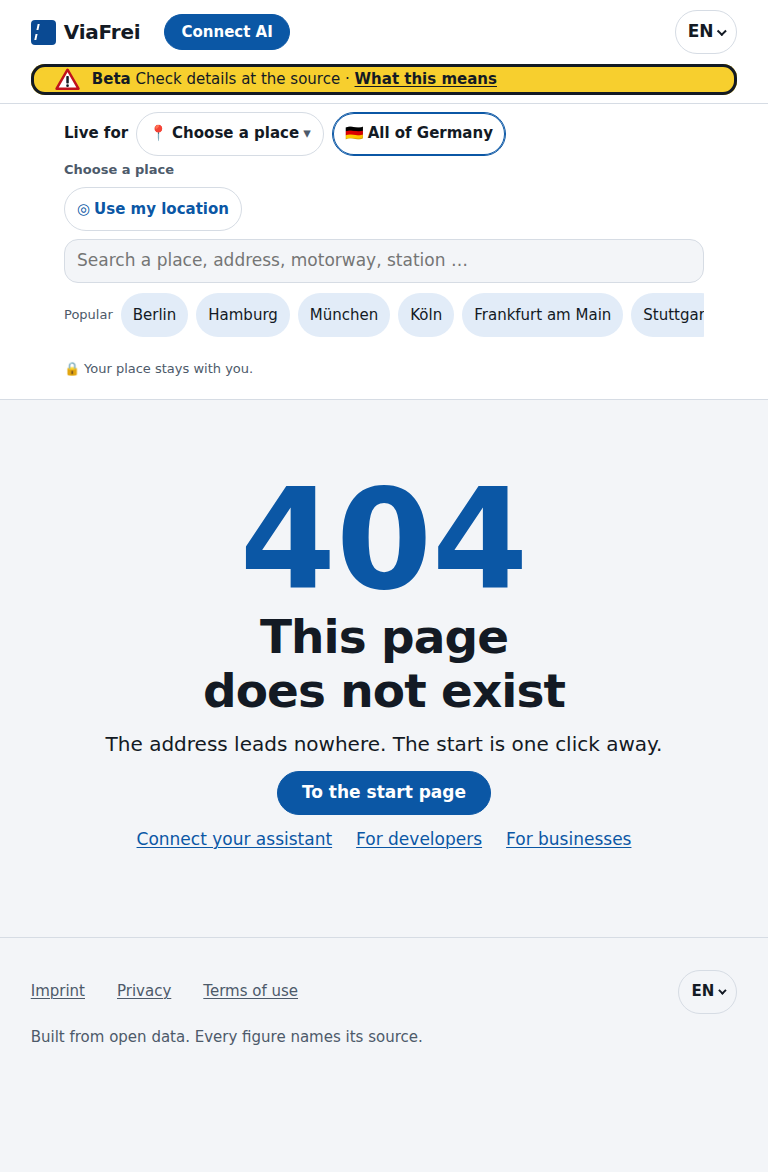 ViaFrei Connect AI EN
Beta Check details at the source · What this means
Live for 📍 Choose a place ▾ 🇩🇪 All of Germany
Choose a place
◎ Use my location
Search a place, address, motorway, station …
Popular Berlin Hamburg München Köln Frankfurt am Main Stuttgar
🔒 Your place stays with you.
404
This page
does not exist
The address leads nowhere. The start is one click away.
To the start page
Connect your assistant For developers For businesses
Imprint Privacy Terms of use EN
Built from open data. Every figure names its source.